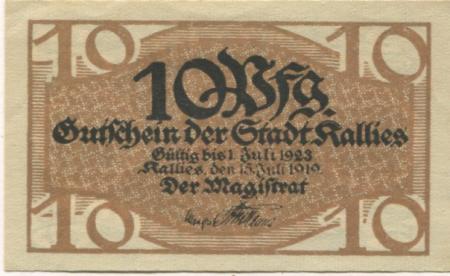 10 10
10 Pfg.
Gutschein der Stadt Kallies
Gültig bis 1 Juli 1923
Kallies, den 15. Juli 1919
Der Magistrat
10 10